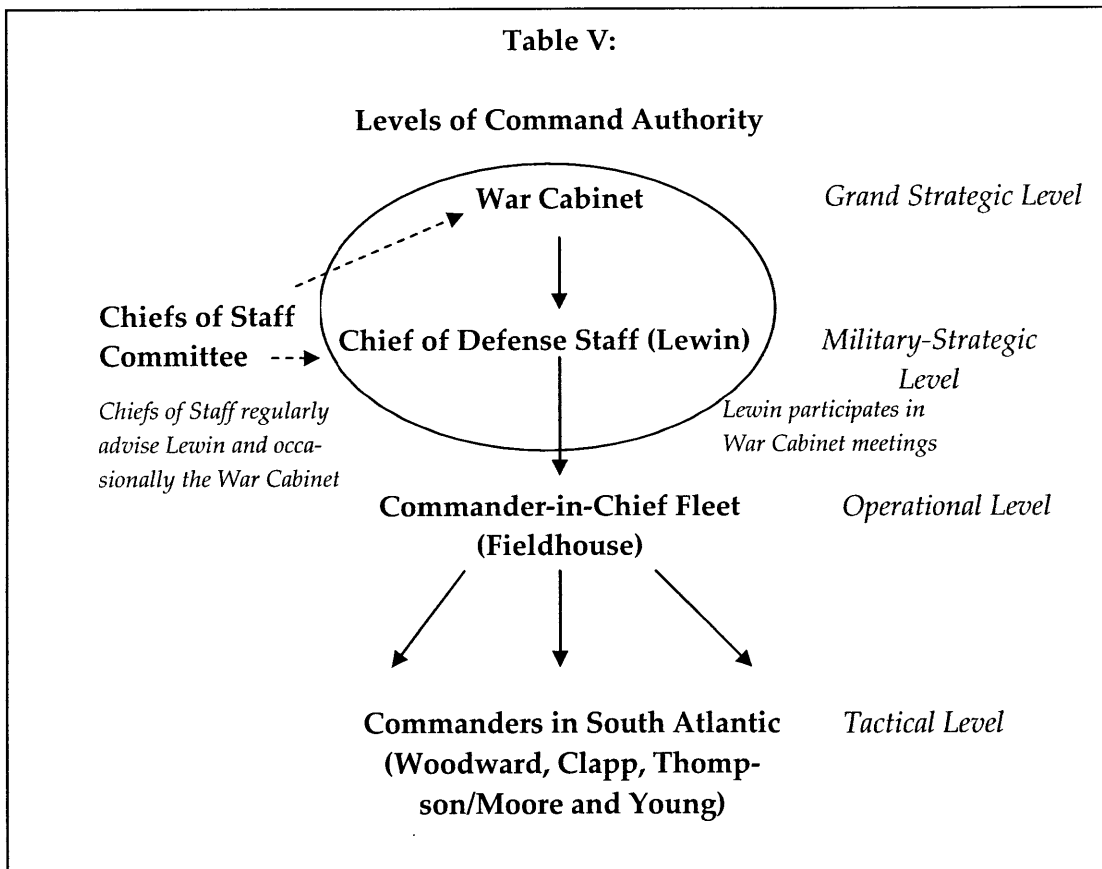 Table V:
Levels of Command Authority
War Cabinet
Grand Strategic Level
Chiefs of Staff
Committee
Chief of Defense Staff (Lewin)
Military-Strategic
Level
Chiefs of Staff regularly
advise Lewin and occa-
sionally the War Cabinet
Lewin participates in
War Cabinet meetings
Commander-in-Chief Fleet
(Fieldhouse)
Operational Level
Commanders in South Atlantic
(Woodward, Clapp, Thomp-
son/Moore and Young)
Tactical Level